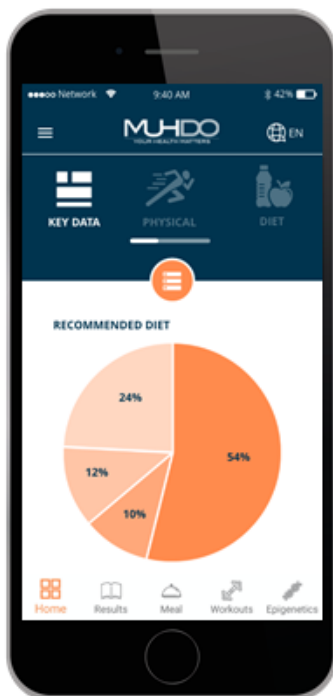 Network 9:40 AM 42%
MUHDO EN
YOUR HEALTH MATTERS
KEY DATA PHYSICAL DIET
RECOMMENDED DIET
24%
54%
12%
10%
Home Results Meal Workouts Epigenetics